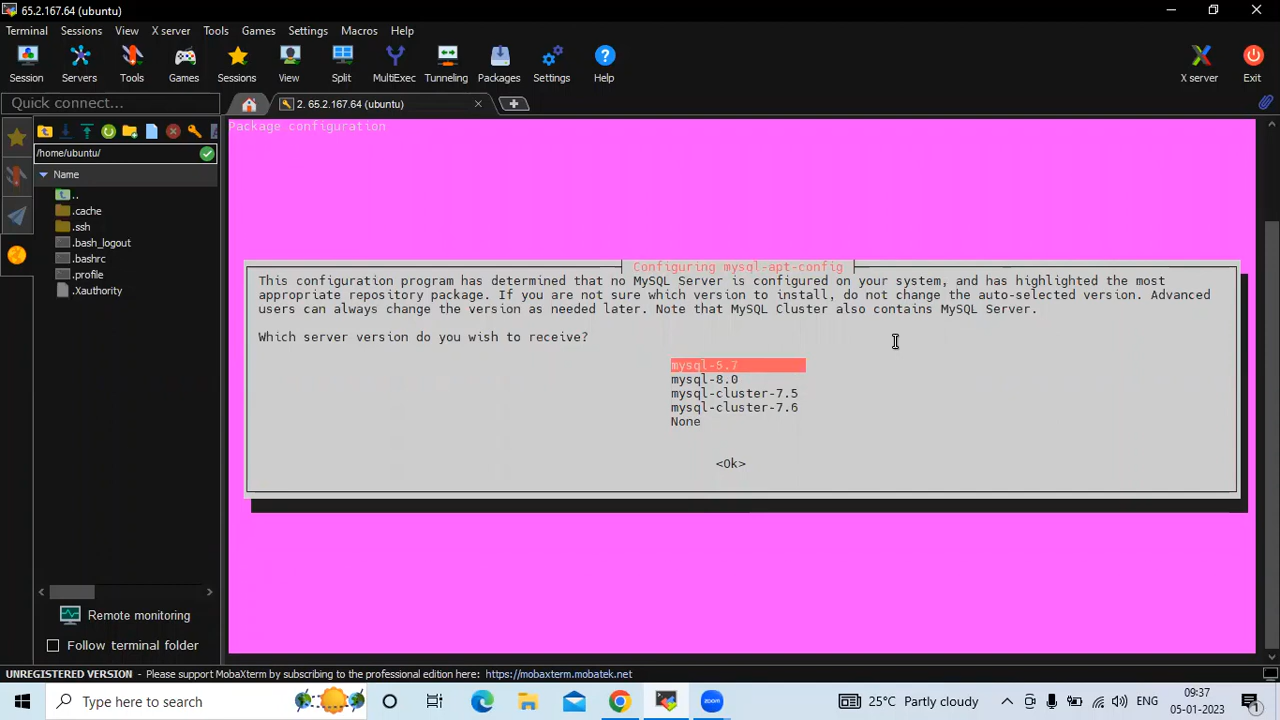 65.2.167.64 (ubuntu)
Terminal Sessions View X server Tools Games Settings Macros Help
Session Servers Tools Games Sessions View Split MultiExec Tunneling Packages Settings Help X server Exit
Quick connect...
2. 65.2.167.64 (ubuntu)
/home/ubuntu/
Name
..
.cache
.ssh
.bash_logout
.bashrc
.profile
.Xauthority
Remote monitoring
Follow terminal folder
Package configuration
Configuring mysql-apt-config
This configuration program has determined that no MySQL Server is configured on your system, and has highlighted the most
appropriate repository package. If you are not sure which version to install, do not change the auto-selected version. Advanced
users can always change the version as needed later. Note that MySQL Cluster also contains MySQL Server.
Which server version do you wish to receive?
mysql-5.7
mysql-8.0
mysql-cluster-7.5
mysql-cluster-7.6
None
<Ok>
UNREGISTERED VERSION - Please support MobaXterm by subscribing to the professional edition here: https://mobaxterm.mobatek.net
Type here to search
zoom
25°C Partly cloudy
ENG
09:37
05-01-2023
1